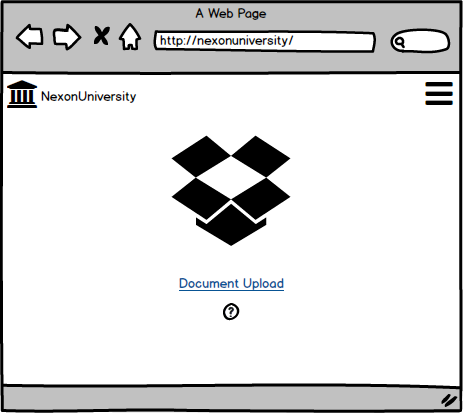 A Web Page
http://nexonuniversity/
NexonUniversity
Document Upload
?